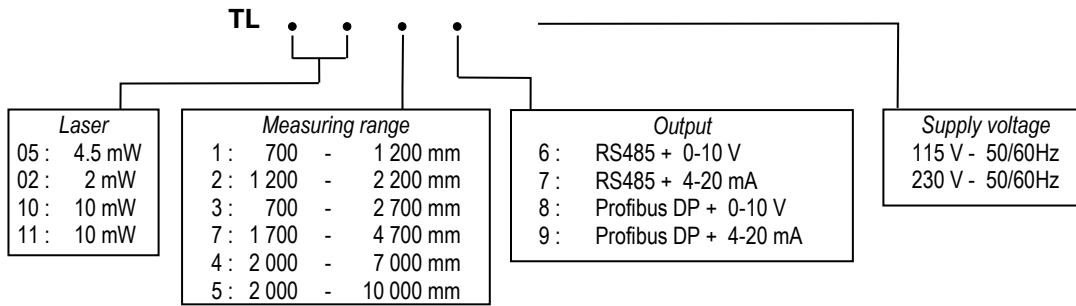 TL
Laser
05 : 4.5 mW
02 : 2 mW
10 : 10 mW
11 : 10 mW
Measuring range
1 : 700 - 1 200 mm
2 : 1 200 - 2 200 mm
3 : 700 - 2 700 mm
7 : 1 700 - 4 700 mm
4 : 2 000 - 7 000 mm
5 : 2 000 - 10 000 mm
Output
6 : RS485 + 0-10 V
7 : RS485 + 4-20 mA
8 : Profibus DP + 0-10 V
9 : Profibus DP + 4-20 mA
Supply voltage
115 V - 50/60Hz
230 V - 50/60Hz